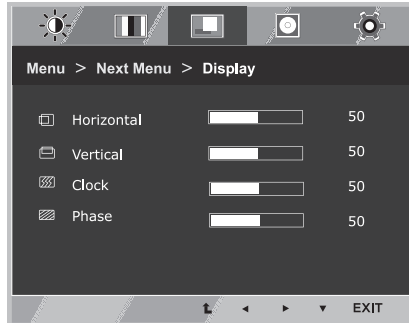 Menu > Next Menu > Display
Horizontal 50
Vertical 50
Clock 50
Phase 50
EXIT